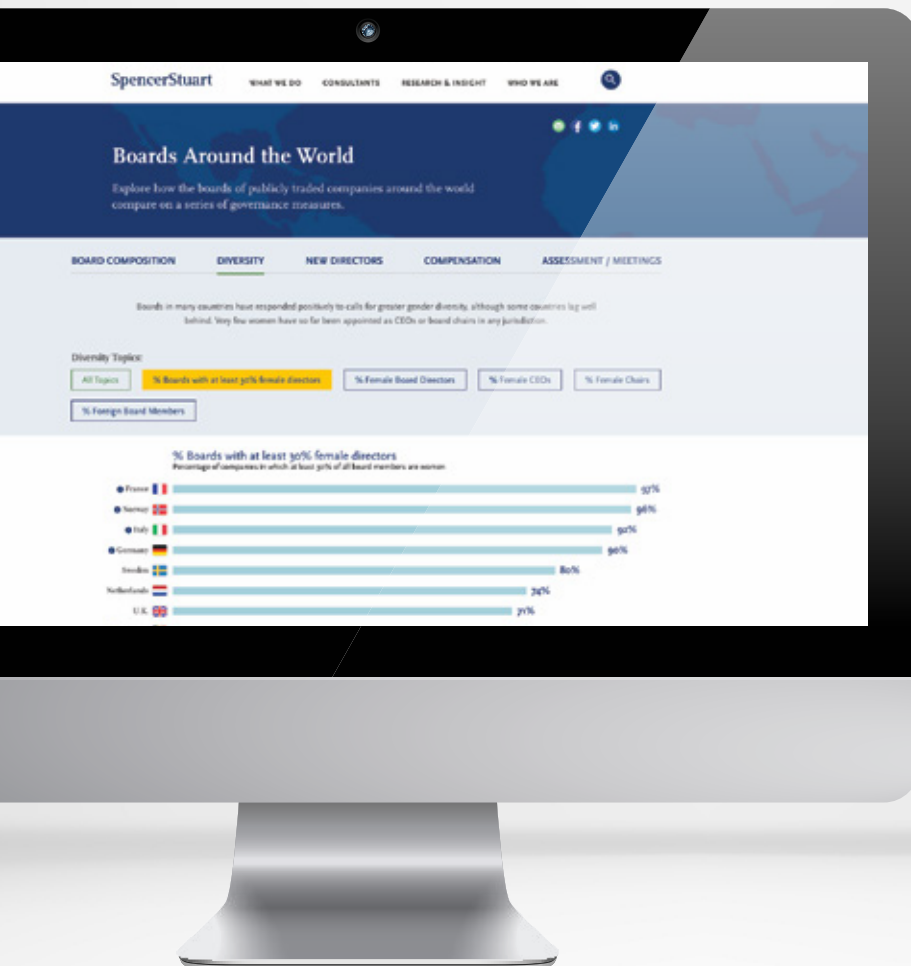 SpencerStuart
WHAT WE DO CONSULTANTS RESEARCH & INSIGHT WHO WE ARE
Boards Around the World
Explore how the boards of publicly traded companies around the world
compare on a series of governance measures.
BOARD COMPOSITION DIVERSITY NEW DIRECTORS COMPENSATION ASSESSMENT / MEETINGS
Boards in many countries have responded positively to calls for greater gender diversity, although some countries lag well
behind. Very few women have so far been appointed as CEOs or board chairs in any jurisdiction.
Diversity Topics:
All Topics % Boards with at least 30% female directors % Female Board Directors % Female CEOs % Female Chairs
% Foreign Board Members
% Boards with at least 30% female directors
Percentage of companies in which at least 30% of all board members are women
France 97%
Norway 96%
Italy 92%
Germany 90%
Sweden 80%
Netherlands 74%
U.K. 71%